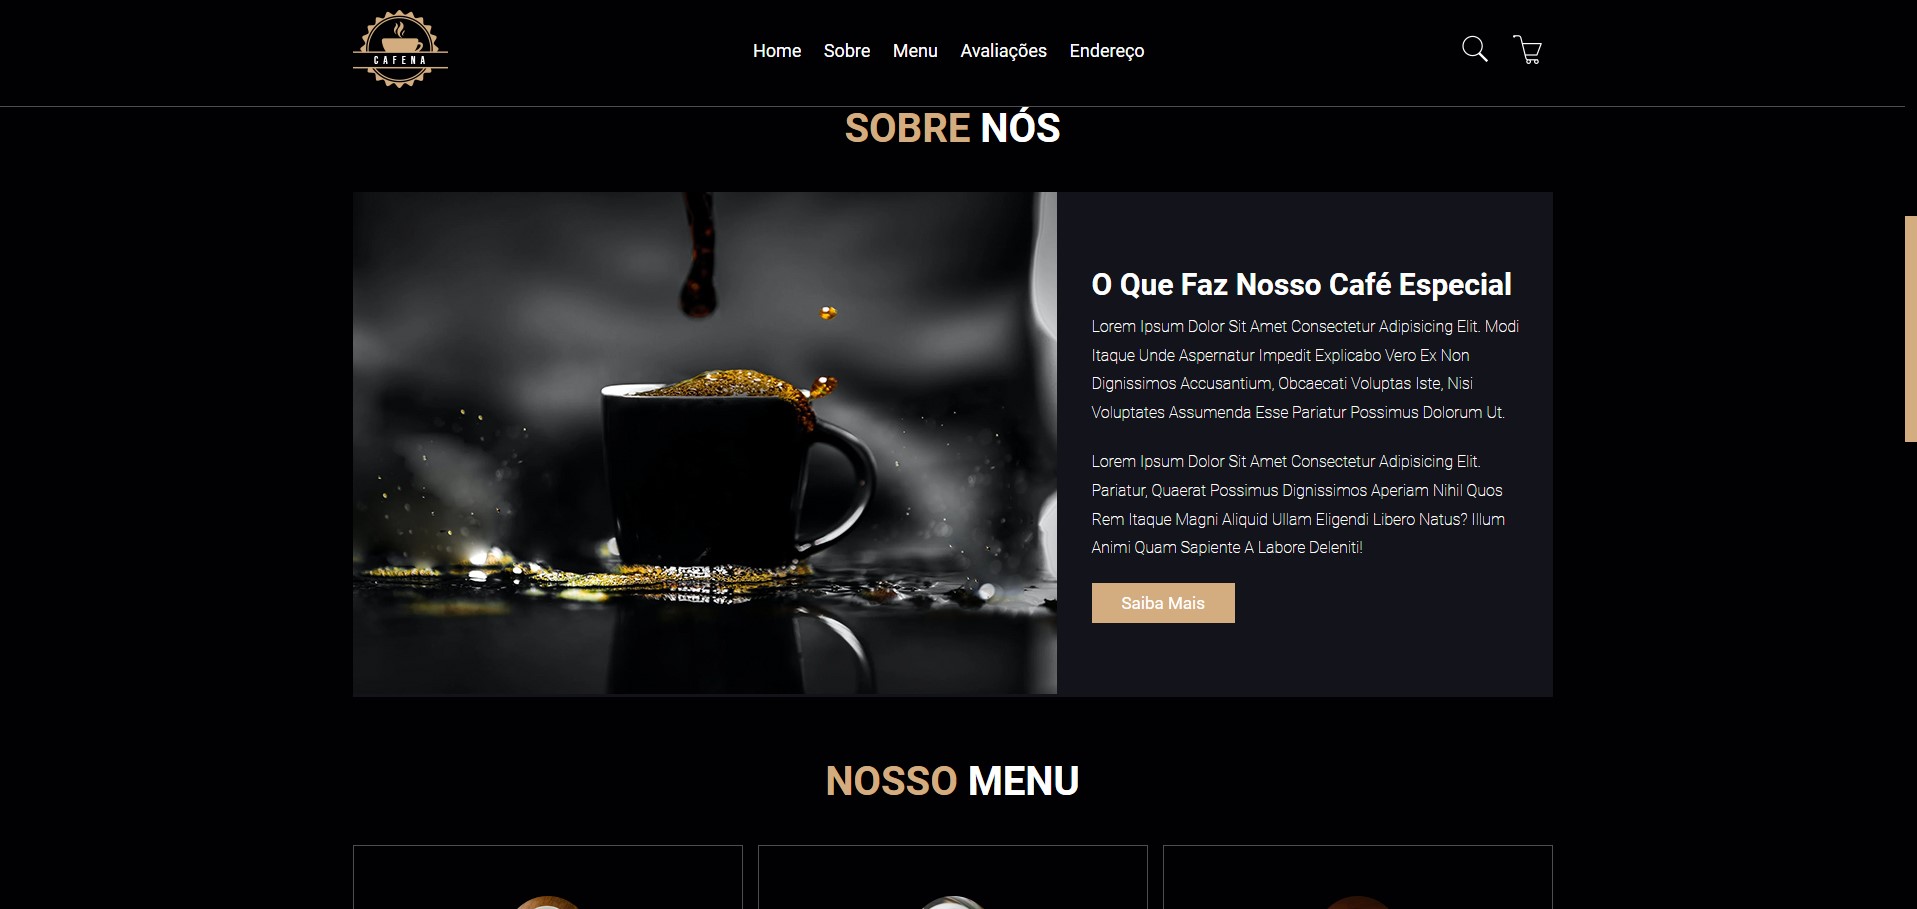 CAFENA
Home Sobre Menu Avaliações Endereço
SOBRE NÓS
O Que Faz Nosso Café Especial
Lorem Ipsum Dolor Sit Amet Consectetur Adipisicing Elit. Modi
Itaque Unde Aspernatur Impedit Explicabo Vero Ex Non
Dignissimos Accusantium, Obcaecati Voluptas Iste, Nisi
Voluptates Assumenda Esse Pariatur Possimus Dolorum Ut.
Lorem Ipsum Dolor Sit Amet Consectetur Adipisicing Elit.
Pariatur, Quaerat Possimus Dignissimos Aperiam Nihil Quos
Rem Itaque Magni Aliquid Ullam Eligendi Libero Natus? Illum
Animi Quam Sapiente A Labore Deleniti!
Saiba Mais
NOSSO MENU